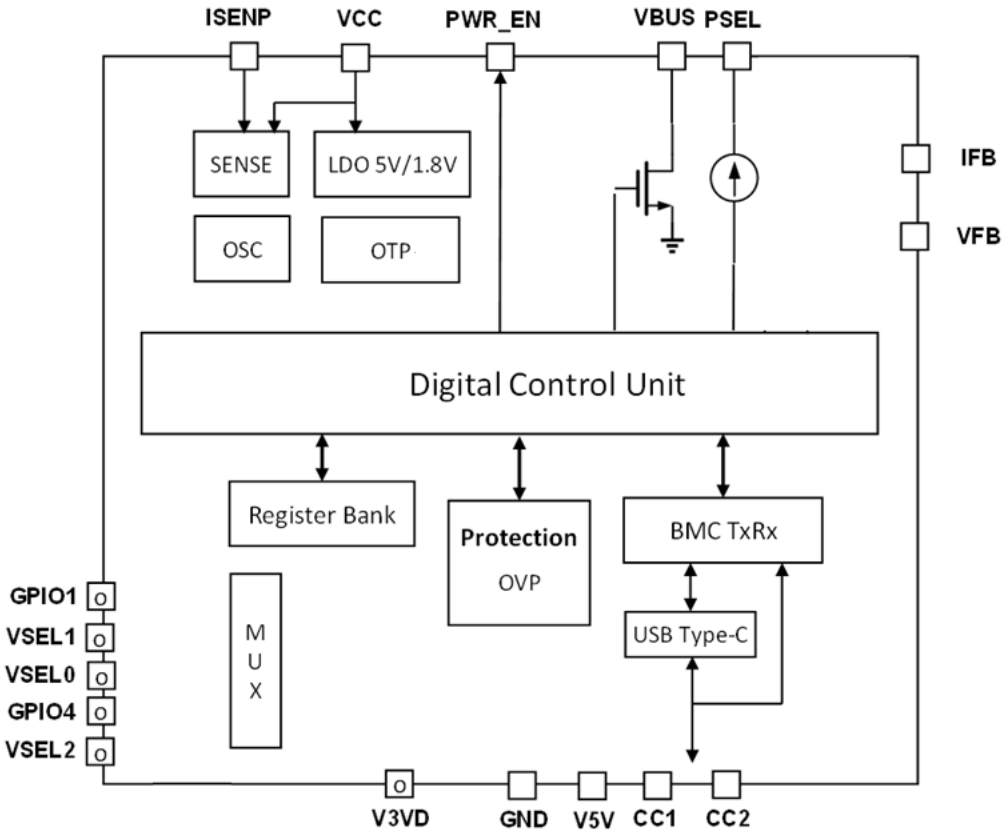 ISENP VCC PWR_EN VBUS PSEL
IFB
SENSE LDO 5V/1.8V
VFB
OSC OTP
Digital Control Unit
Register Bank
Protection
OVP
BMC TxRx
GPIO1 o
VSEL1 o
VSEL0 o
GPIO4 o
VSEL2 o
M
U
X
USB Type-C
o
V3VD GND V5V CC1 CC2